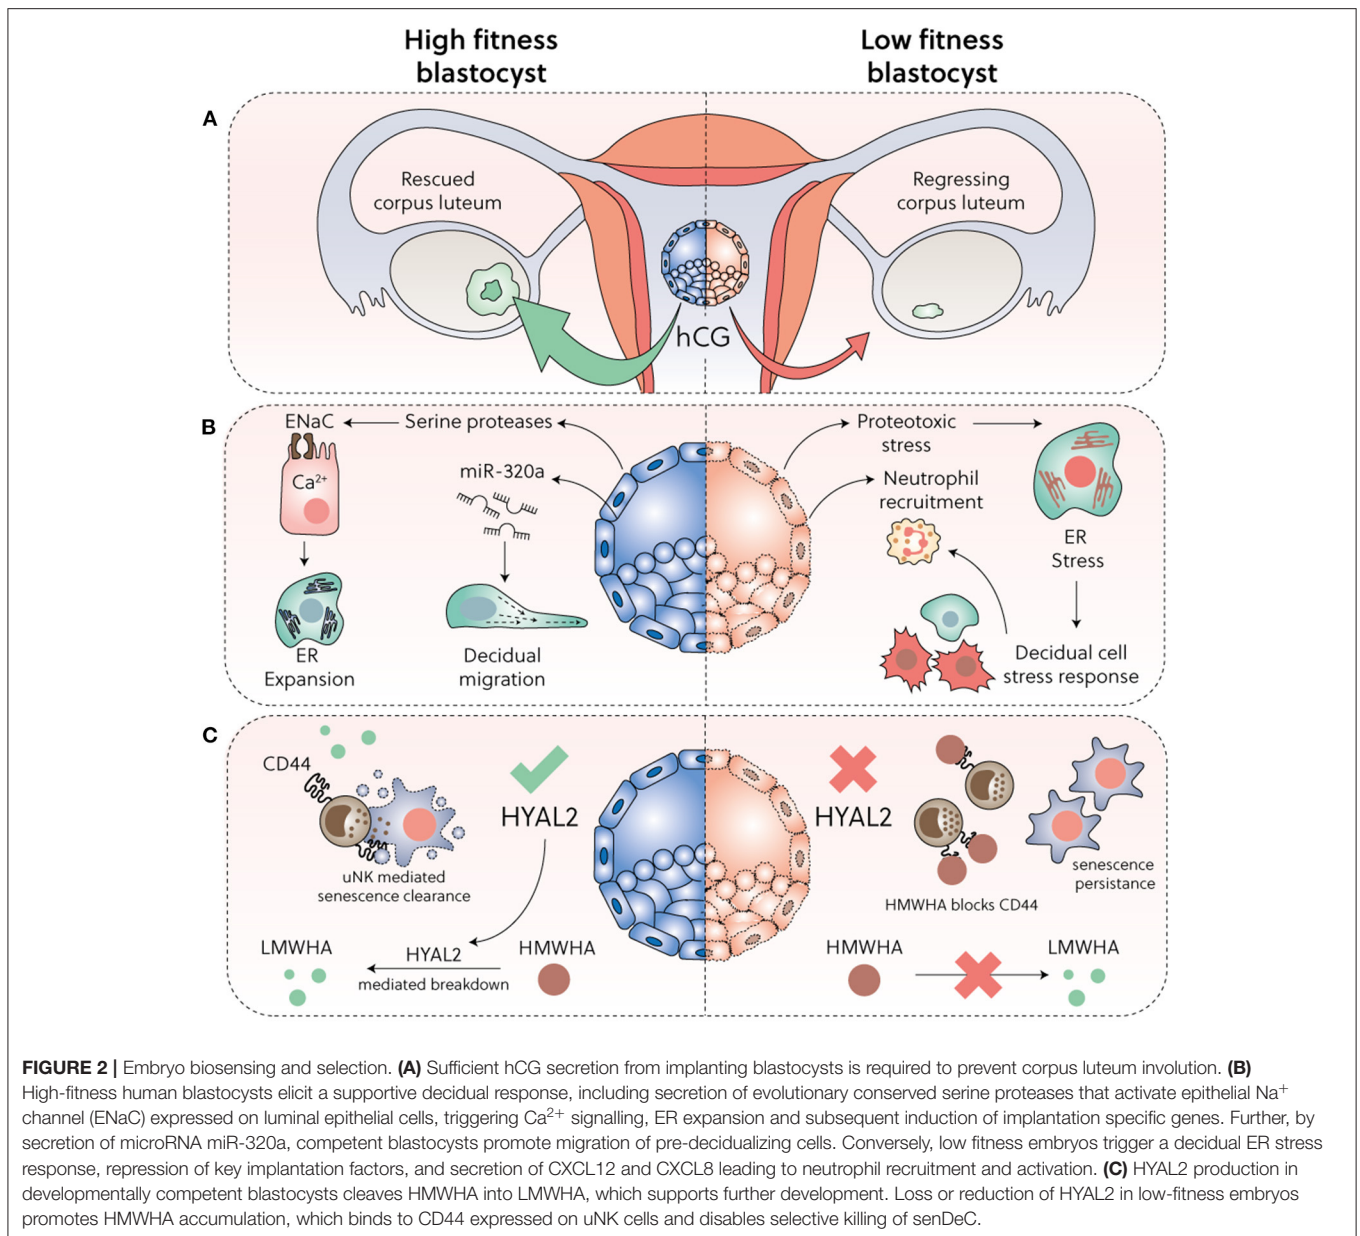 High fitness
blastocyst
Low fitness
blastocyst
A
Rescued
corpus luteum
Regressing
corpus luteum
hCG
B
ENaC
Serine proteases
Ca2+
miR-320a
ER
Expansion
Decidual
migration
Proteotoxic
stress
Neutrophil
recruitment
ER
Stress
Decidual cell
stress response
C
CD44
HYAL2
uNK mediated
senescence clearance
LMWHA
HYAL2
mediated breakdown
HMWHA
HYAL2
senescence
persistance
HMWHA blocks CD44
HMWHA
LMWHA
FIGURE 2 | Embryo biosensing and selection. (A) Sufficient hCG secretion from implanting blastocysts is required to prevent corpus luteum involution. (B)
High-fitness human blastocysts elicit a supportive decidual response, including secretion of evolutionary conserved serine proteases that activate epithelial Na+
channel (ENaC) expressed on luminal epithelial cells, triggering Ca2+ signalling, ER expansion and subsequent induction of implantation specific genes. Further, by
secretion of microRNA miR-320a, competent blastocysts promote migration of pre-decidualizing cells. Conversely, low fitness embryos trigger a decidual ER stress
response, repression of key implantation factors, and secretion of CXCL12 and CXCL8 leading to neutrophil recruitment and activation. (C) HYAL2 production in
developmentally competent blastocysts cleaves HMWHA into LMWHA, which supports further development. Loss or reduction of HYAL2 in low-fitness embryos
promotes HMWHA accumulation, which binds to CD44 expressed on uNK cells and disables selective killing of senDeC.